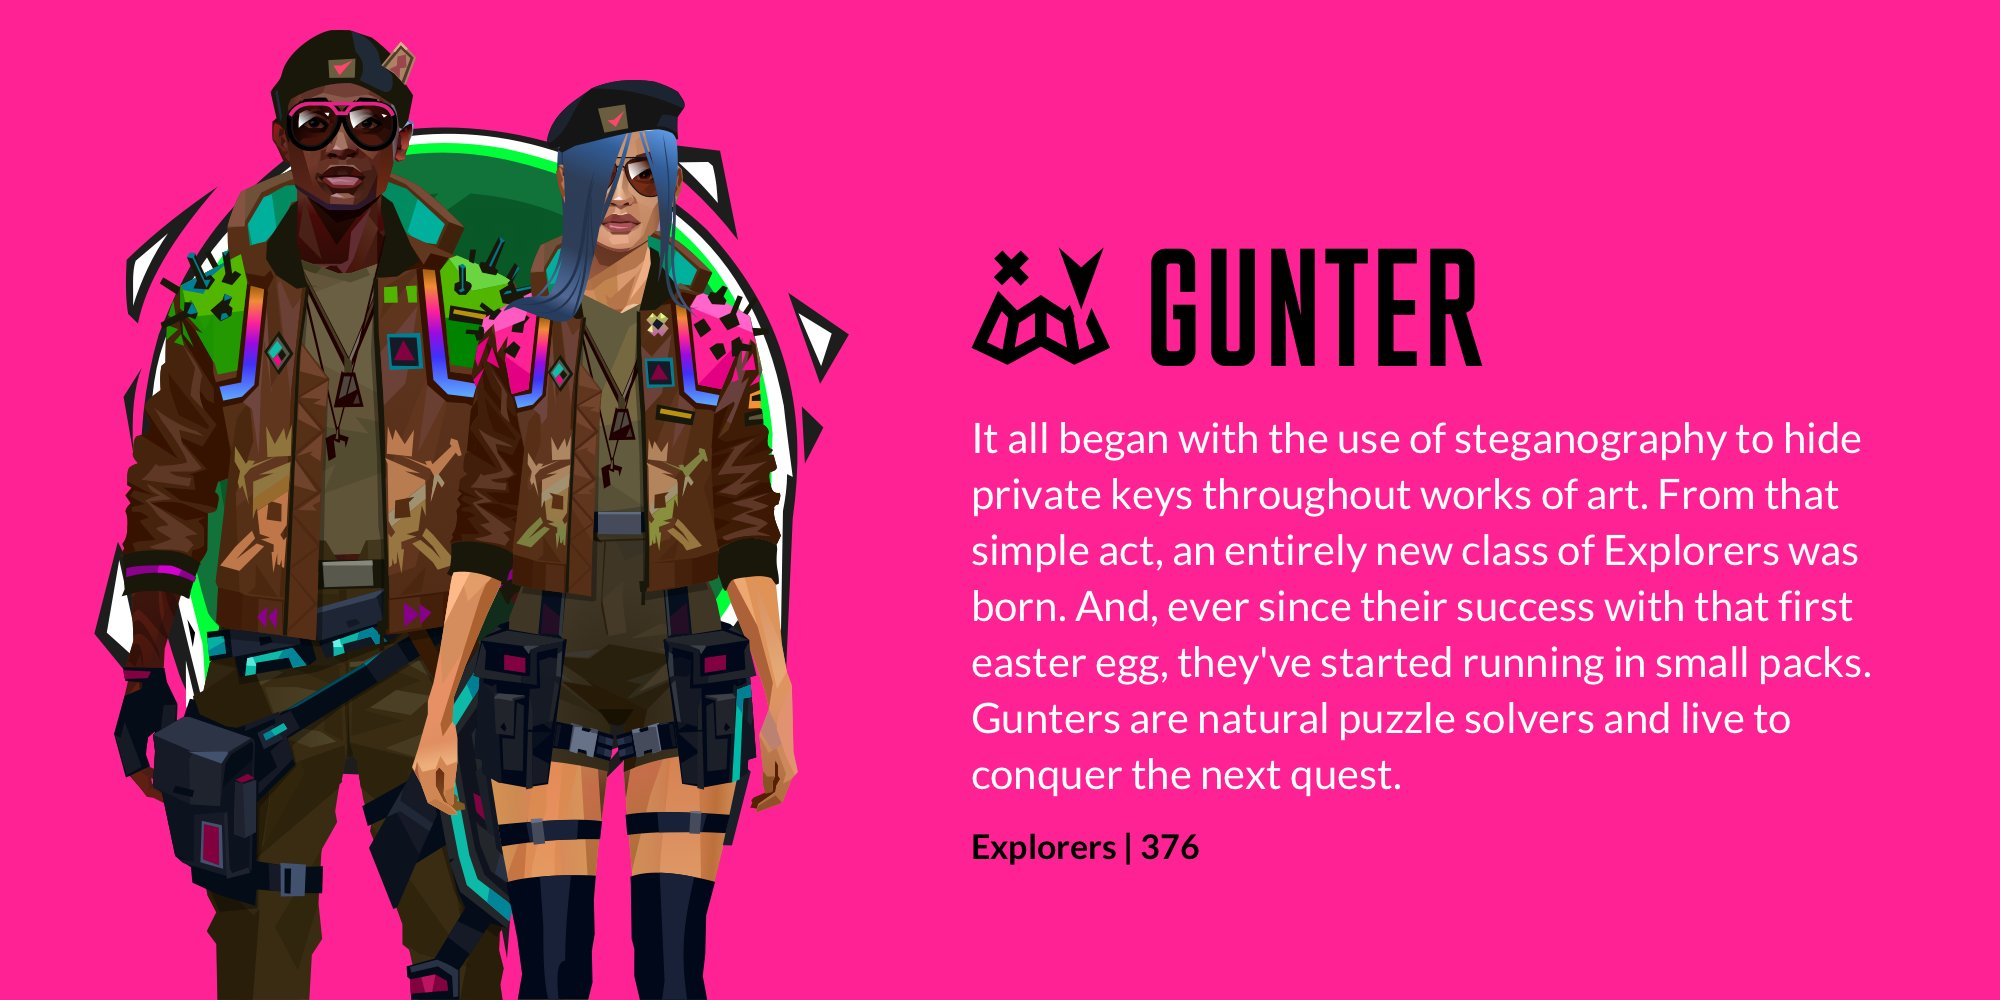 GUNTER
It all began with the use of steganography to hide
private keys throughout works of art. From that
simple act, an entirely new class of Explorers was
born. And, ever since their success with that first
easter egg, they've started running in small packs.
Gunters are natural puzzle solvers and live to
conquer the next quest.
Explorers | 376